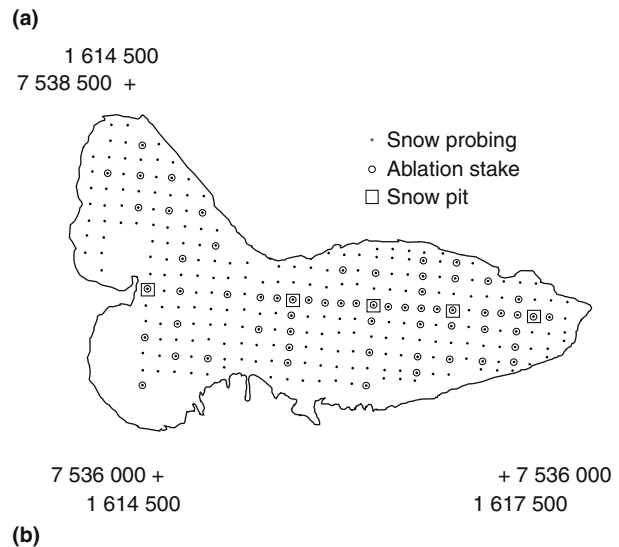 (a)
1 614 500
7 538 500 +
Snow probing
Ablation stake
Snow pit
7 536 000 +
1 614 500
+ 7 536 000
1 617 500
(b)